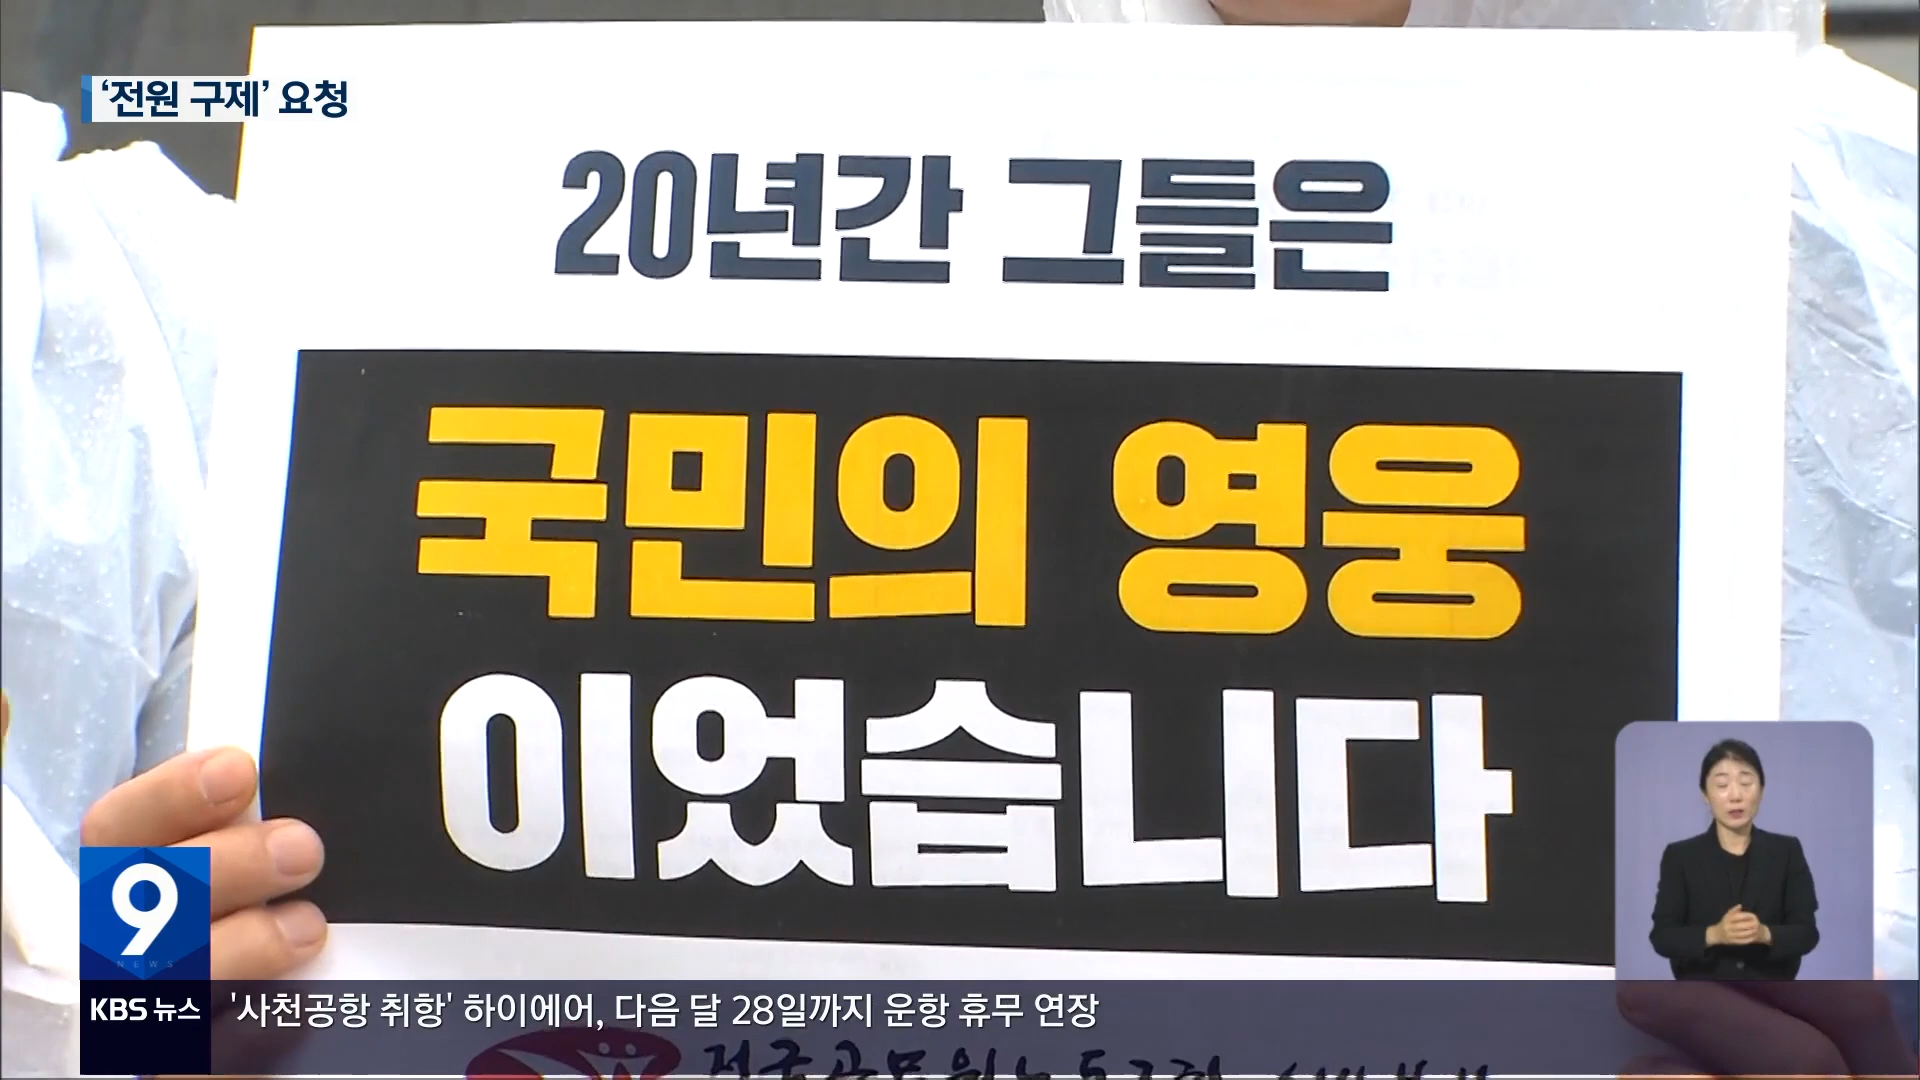 ‘전원 구제’ 요청
20년간 그들은
국민의 영웅
이었습니다
9
NEWS
KBS 뉴스
'사천공항 취항' 하이에어, 다음 달 28일까지 운항 휴무 연장